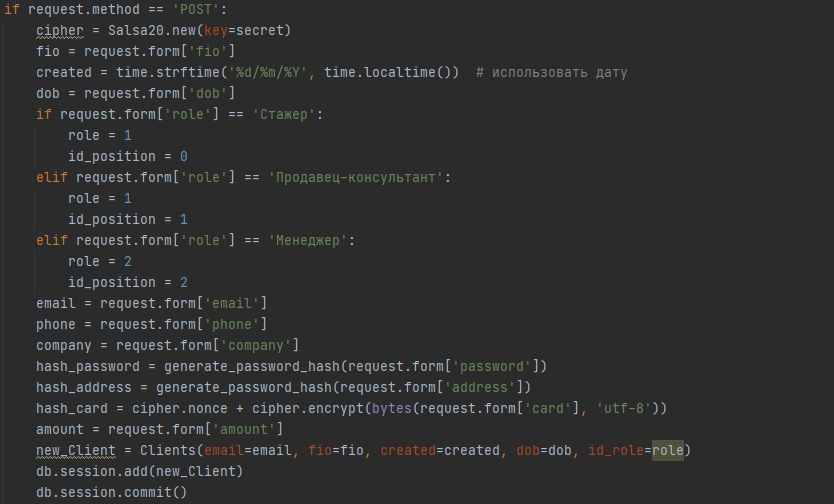 if request.method == 'POST':
    cipher = Salsa20.new(key=secret)
    fio = request.form['fio']
    created = time.strftime('%d/%m/%Y', time.localtime())  # использовать дату
    dob = request.form['dob']
    if request.form['role'] == 'Стажер':
        role = 1
        id_position = 0
    elif request.form['role'] == 'Продавец-консультант':
        role = 1
        id_position = 1
    elif request.form['role'] == 'Менеджер':
        role = 2
        id_position = 2
    email = request.form['email']
    phone = request.form['phone']
    company = request.form['company']
    hash_password = generate_password_hash(request.form['password'])
    hash_address = generate_password_hash(request.form['address'])
    hash_card = cipher.nonce + cipher.encrypt(bytes(request.form['card'], 'utf-8'))
    amount = request.form['amount']
    new_Client = Clients(email=email, fio=fio, created=created, dob=dob, id_role=role)
    db.session.add(new_Client)
    db.session.commit()